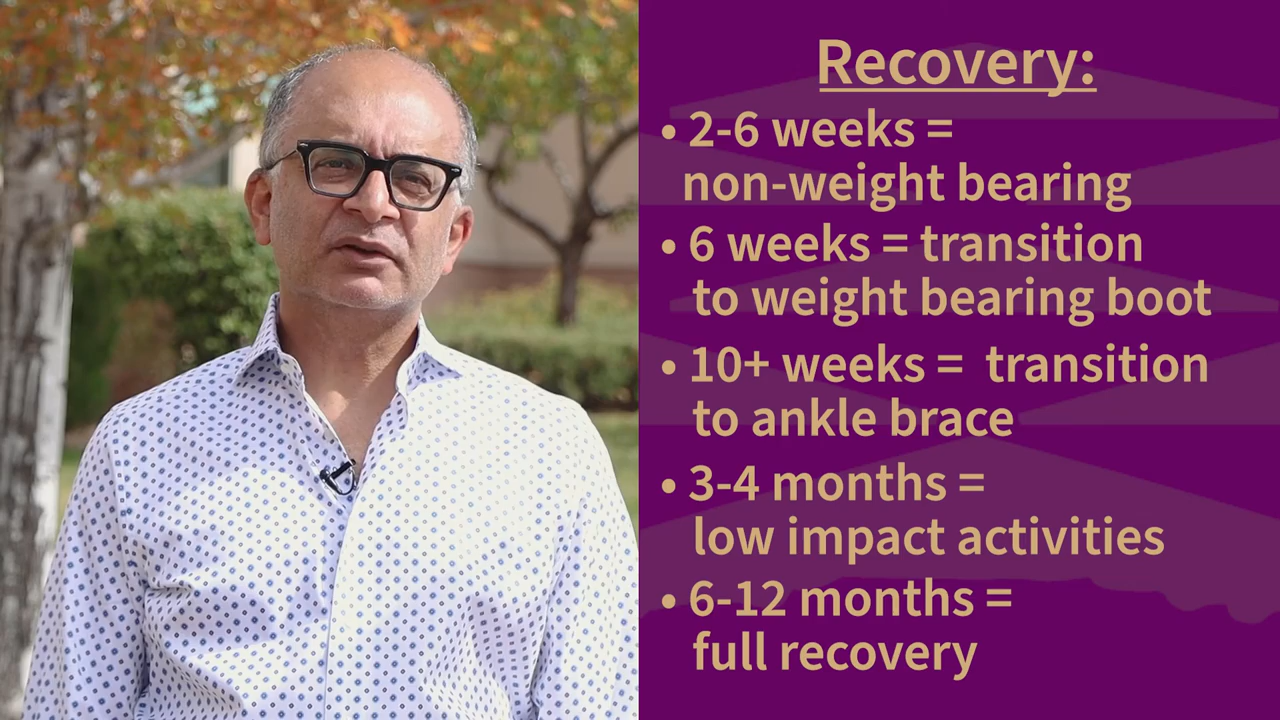 Recovery:
• 2-6 weeks =
non-weight bearing
• 6 weeks = transition
to weight bearing boot
• 10+ weeks = transition
to ankle brace
• 3-4 months =
low impact activities
• 6-12 months =
full recovery